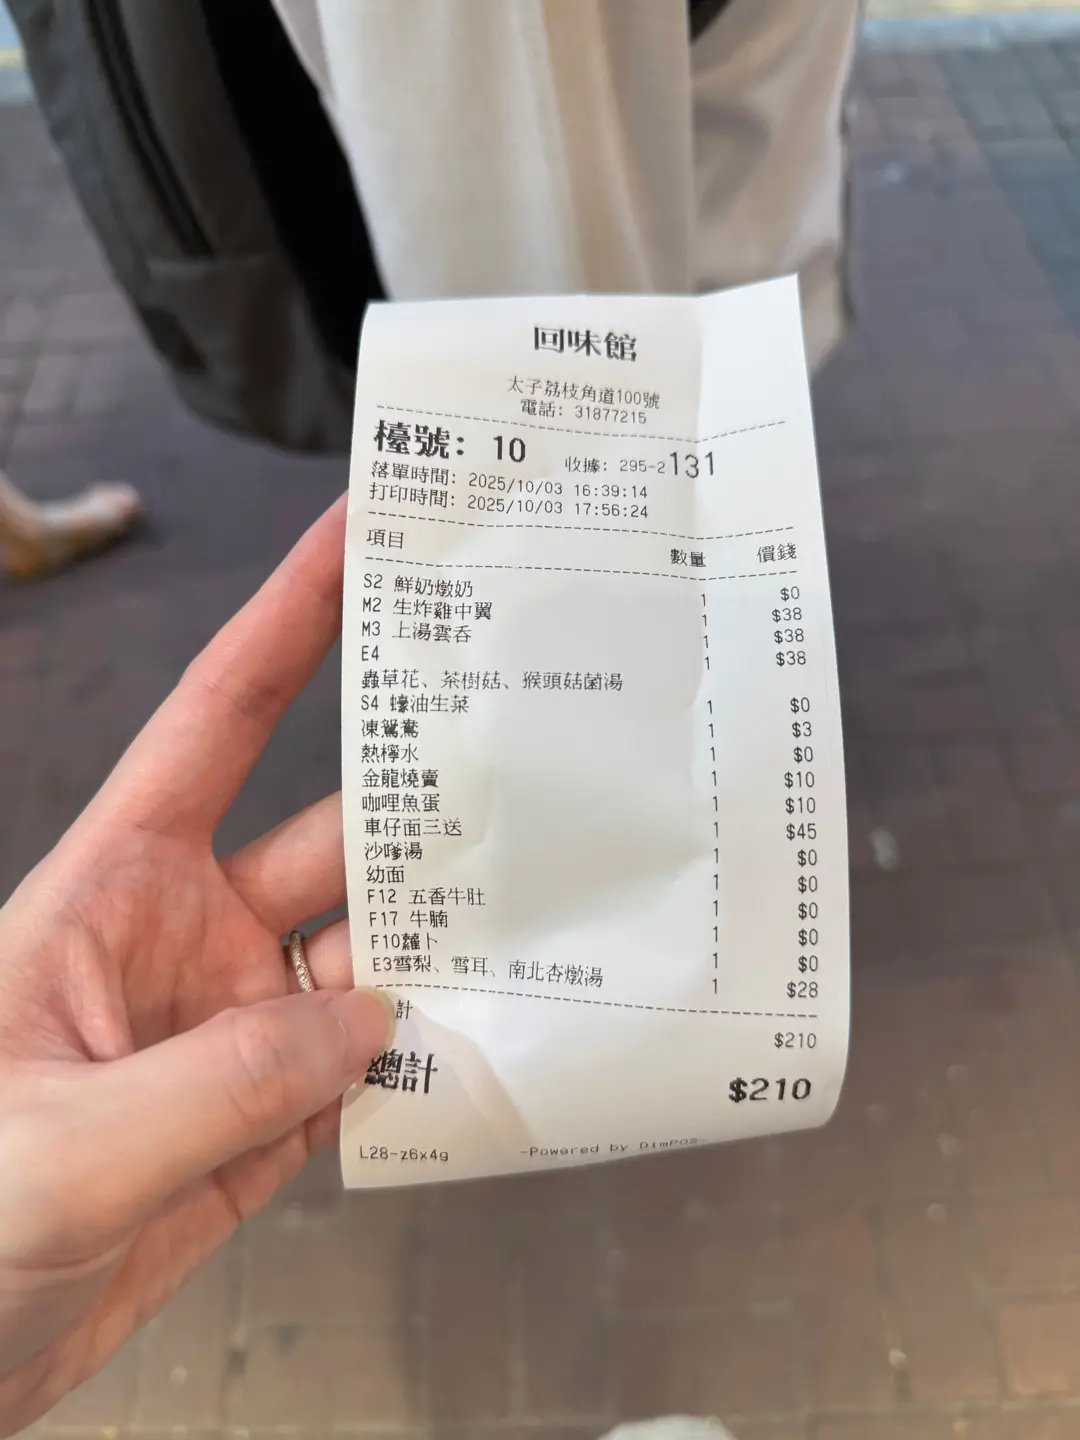 回味館
太子荔枝角道100號
電話: 31877215
檯號: 10 收據: 295-2131
落單時間: 2025/10/03 16:39:14
打印時間: 2025/10/03 17:56:24
項目 數量 價錢
S2 鮮奶燉奶 1 $0
M2 生炸雞中翼 1 $38
M3 上湯雲吞 1 $38
E4 1 $38
蟲草花、茶樹菇、猴頭菇菌湯
S4 蠔油生菜 1 $0
凍鴛鴦 1 $3
熱檸水 1 $0
金龍燒賣 1 $10
咖哩魚蛋 1 $10
車仔面三送 1 $45
沙嗲湯 1 $0
幼面 1 $0
F12 五香牛肚 1 $0
F17 牛腩 1 $0
F10蘿卜 1 $0
E3雪梨、雪耳、南北杏燉湯 1 $28
計 $210
總計 $210
L28-z6x4g -Powered by DimPOS-